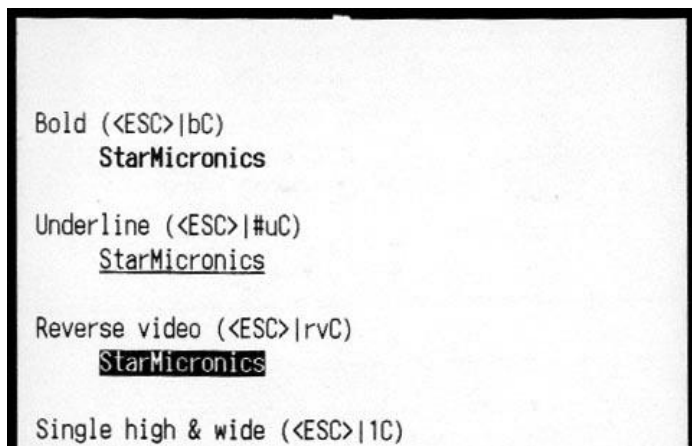 Bold (<ESC>|bC)
StarMicronics
Underline (<ESC>|#uC)
StarMicronics
Reverse video (<ESC>|rvC)
StarMicronics
Single high & wide (<ESC>|1C)